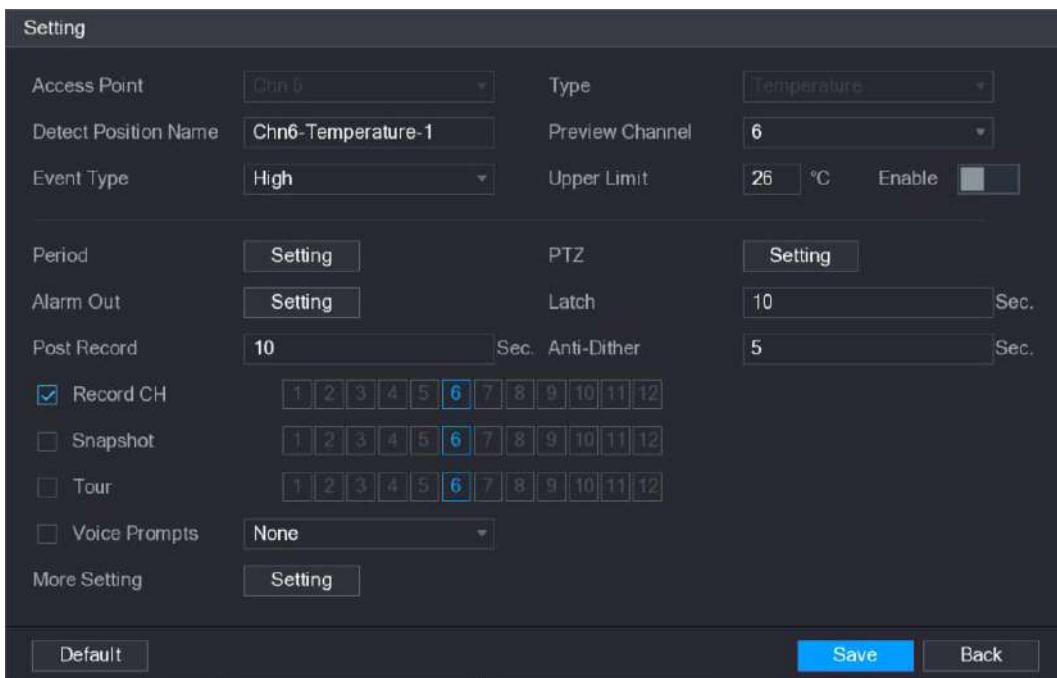 Setting
Access Point Chn 6 Type Temperature
Detect Position Name Chn6-Temperature-1 Preview Channel 6
Event Type High Upper Limit 26 °C Enable
Period Setting PTZ Setting
Alarm Out Setting Latch 10 Sec.
Post Record 10 Sec. Anti-Dither 5 Sec.
Record CH 1 2 3 4 5 6 7 8 9 10 11 12
Snapshot 1 2 3 4 5 6 7 8 9 10 11 12
Tour 1 2 3 4 5 6 7 8 9 10 11 12
Voice Prompts None
More Setting Setting
Default Save Back